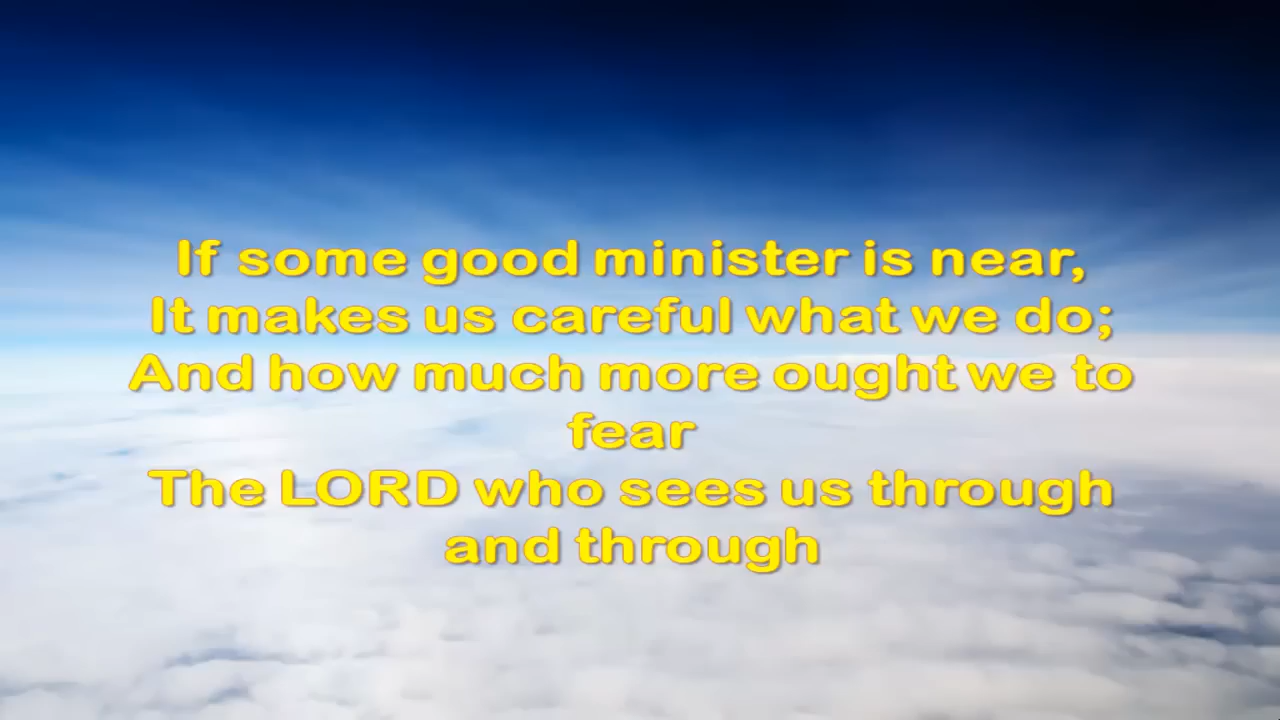 If some good minister is near,
It makes us careful what we do;
And how much more ought we to
fear
The LORD who sees us through
and through